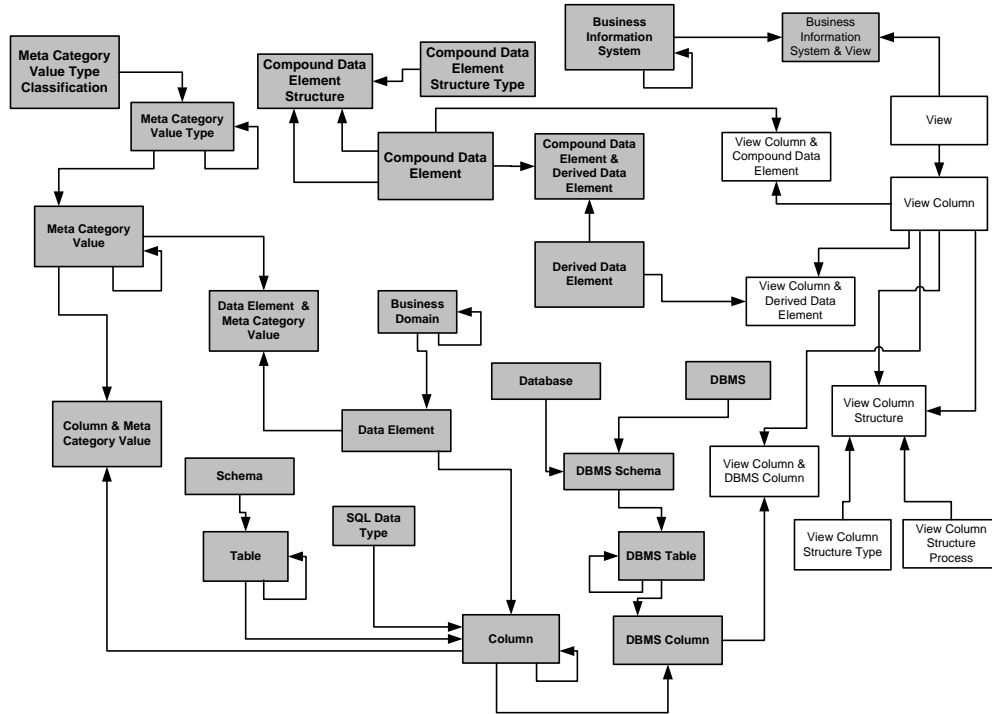 Business
Information
System
Business
Information
System & View
Meta Category
Value Type
Classification
Compound Data
Element
Structure
Compound Data
Element
Structure Type
Meta Category
Value Type
View
Compound Data
Element
Compound Data
Element &
Derived Data
Element
View Column &
Compound Data
Element
View Column
Meta Category
Value
Derived Data
Element
View Column &
Derived Data
Element
Data Element &
Meta Category
Value
Business
Domain
Database
DBMS
Column & Meta
Category Value
Data Element
View Column
Structure
Schema
DBMS Schema
View Column &
DBMS Column
SQL Data
Type
Table
DBMS Table
View Column
Structure Type
View Column
Structure
Process
Column
DBMS Column